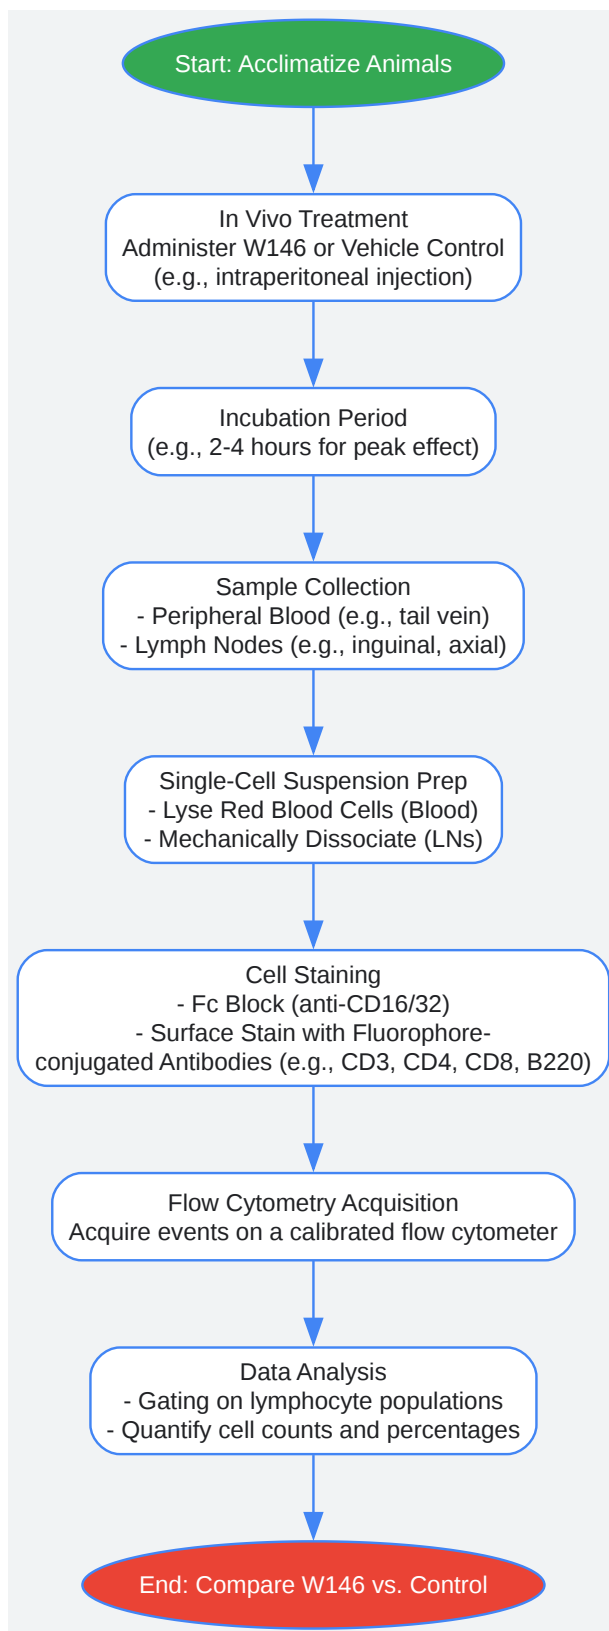 Start: Acclimatize Animals
In Vivo Treatment
Administer W146 or Vehicle Control
(e.g., intraperitoneal injection)
Incubation Period
(e.g., 2-4 hours for peak effect)
Sample Collection
- Peripheral Blood (e.g., tail vein)
- Lymph Nodes (e.g., inguinal, axial)
Single-Cell Suspension Prep
- Lyse Red Blood Cells (Blood)
- Mechanically Dissociate (LNs)
Cell Staining
- Fc Block (anti-CD16/32)
- Surface Stain with Fluorophore-
conjugated Antibodies (e.g., CD3, CD4, CD8, B220)
Flow Cytometry Acquisition
Acquire events on a calibrated flow cytometer
Data Analysis
- Gating on lymphocyte populations
- Quantify cell counts and percentages
End: Compare W146 vs. Control